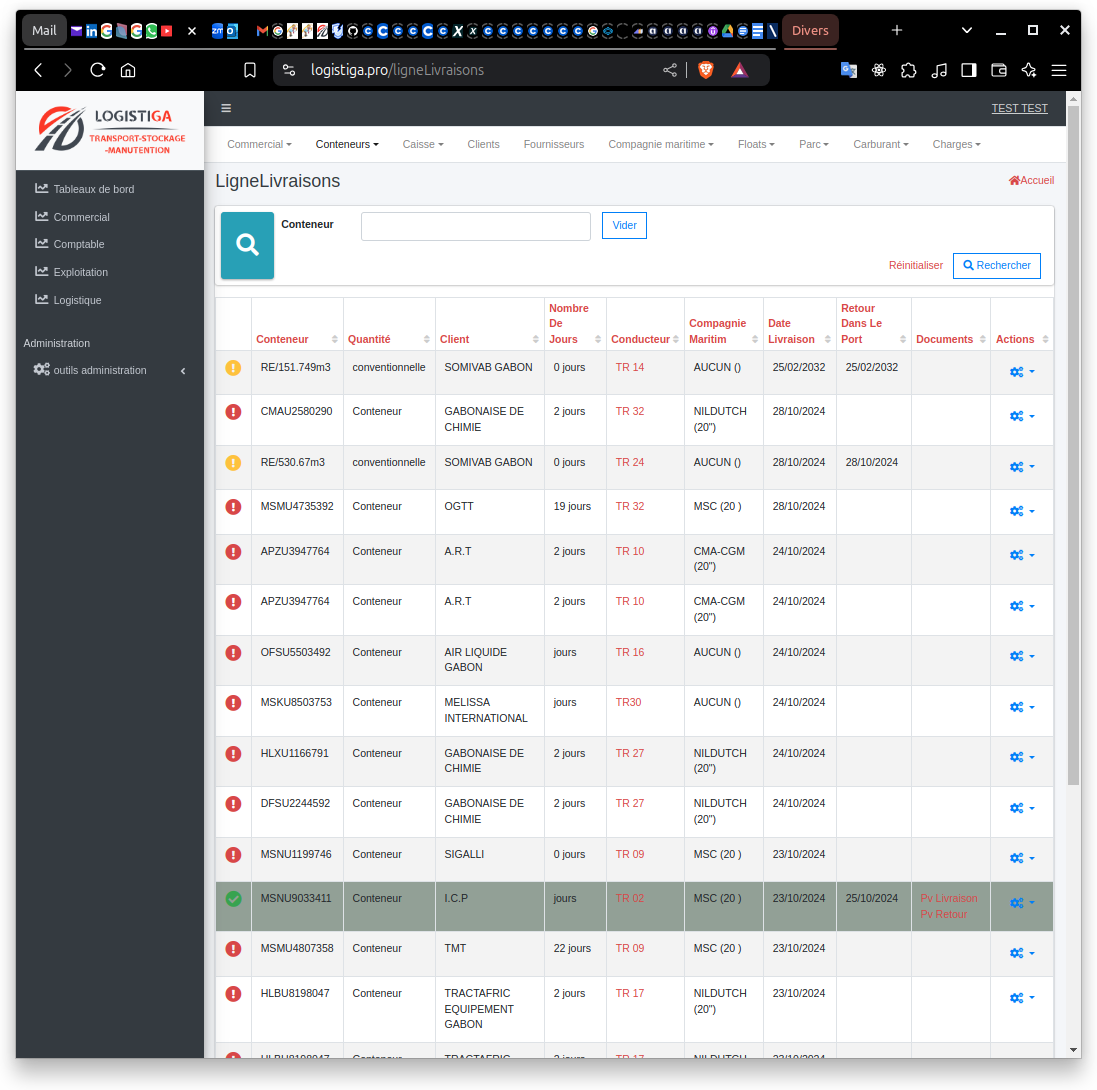 Mail
Divers
logistiga.pro/ligneLivraisons
LOGISTIGA
TRANSPORT-STOCKAGE
-MANUTENTION
TEST TEST
Commercial Conteneurs Caisse Clients Fournisseurs Compagnie maritime Floats Parc Carburant Charges
Tableaux de bord
Commercial
Comptable
Exploitation
Logistique
Administration
outils administration
LigneLivraisons
Accueil
Conteneur
Vider
Réinitialiser Rechercher
Conteneur Quantité Client Nombre De Jours Conducteur Compagnie Maritim Date Livraison Retour Dans Le Port Documents Actions
RE/151.749m3 conventionnelle SOMIVAB GABON 0 jours TR 14 AUCUN () 25/02/2032 25/02/2032
CMAU2580290 Conteneur GABONAISE DE CHIMIE 2 jours TR 32 NILDUTCH (20") 28/10/2024
RE/530.67m3 conventionnelle SOMIVAB GABON 0 jours TR 24 AUCUN () 28/10/2024 28/10/2024
MSMU4735392 Conteneur OGTT 19 jours TR 32 MSC (20 ) 28/10/2024
APZU3947764 Conteneur A.R.T 2 jours TR 10 CMA-CGM (20") 24/10/2024
APZU3947764 Conteneur A.R.T 2 jours TR 10 CMA-CGM (20") 24/10/2024
OFSU5503492 Conteneur AIR LIQUIDE GABON jours TR 16 AUCUN () 24/10/2024
MSKU8503753 Conteneur MELISSA INTERNATIONAL jours TR30 AUCUN () 24/10/2024
HLXU1166791 Conteneur GABONAISE DE CHIMIE 2 jours TR 27 NILDUTCH (20") 24/10/2024
DFSU2244592 Conteneur GABONAISE DE CHIMIE 2 jours TR 27 NILDUTCH (20") 24/10/2024
MSNU1199746 Conteneur SIGALLI 0 jours TR 09 MSC (20 ) 23/10/2024
MSNU9033411 Conteneur I.C.P jours TR 02 MSC (20 ) 23/10/2024 25/10/2024 Pv Livraison Pv Retour
MSMU4807358 Conteneur TMT 22 jours TR 09 MSC (20 ) 23/10/2024
HLBU8198047 Conteneur TRACTAFRIC EQUIPEMENT GABON 2 jours TR 17 NILDUTCH (20") 23/10/2024